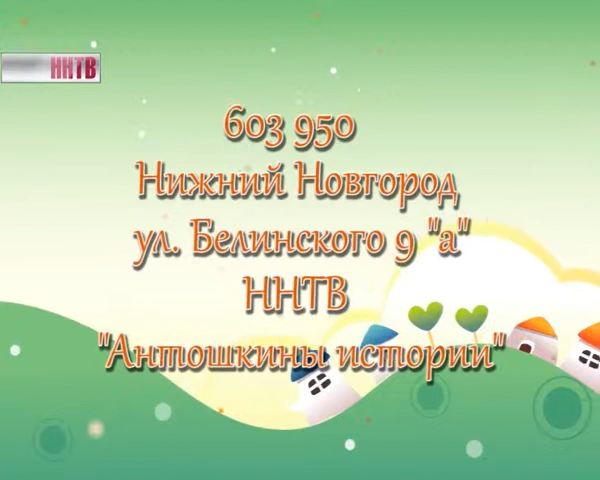 ННТВ
603 950
Нижний Новгород
ул. Белинского 9 "а"
ННТВ
"Антошкины истории"